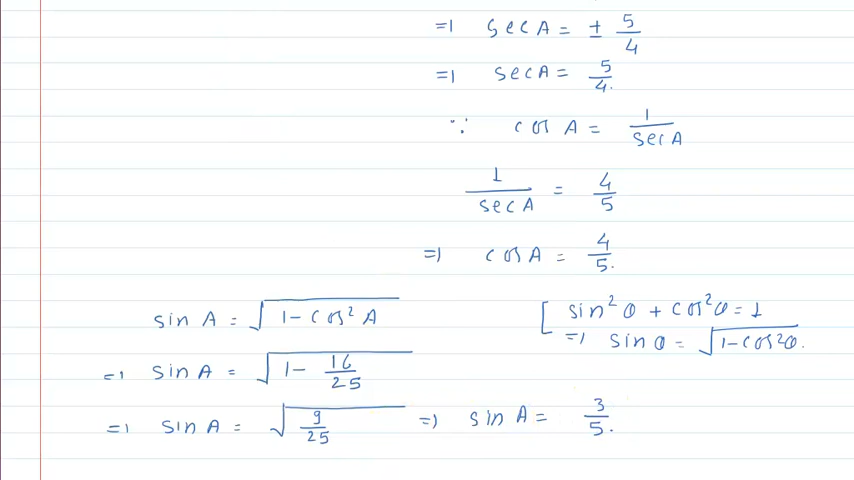 ⇒ sec A = ± 5/4
⇒ sec A = 5/4.
∵ cos A = 1/sec A
1/sec A = 4/5
⇒ cos A = 4/5.
sin A = √(1 - cos² A) [ sin² θ + cos² θ = 1
⇒ sin θ = √(1 - cos² θ).
⇒ sin A = √(1 - 16/25)
⇒ sin A = √(9/25) ⇒ sin A = 3/5.